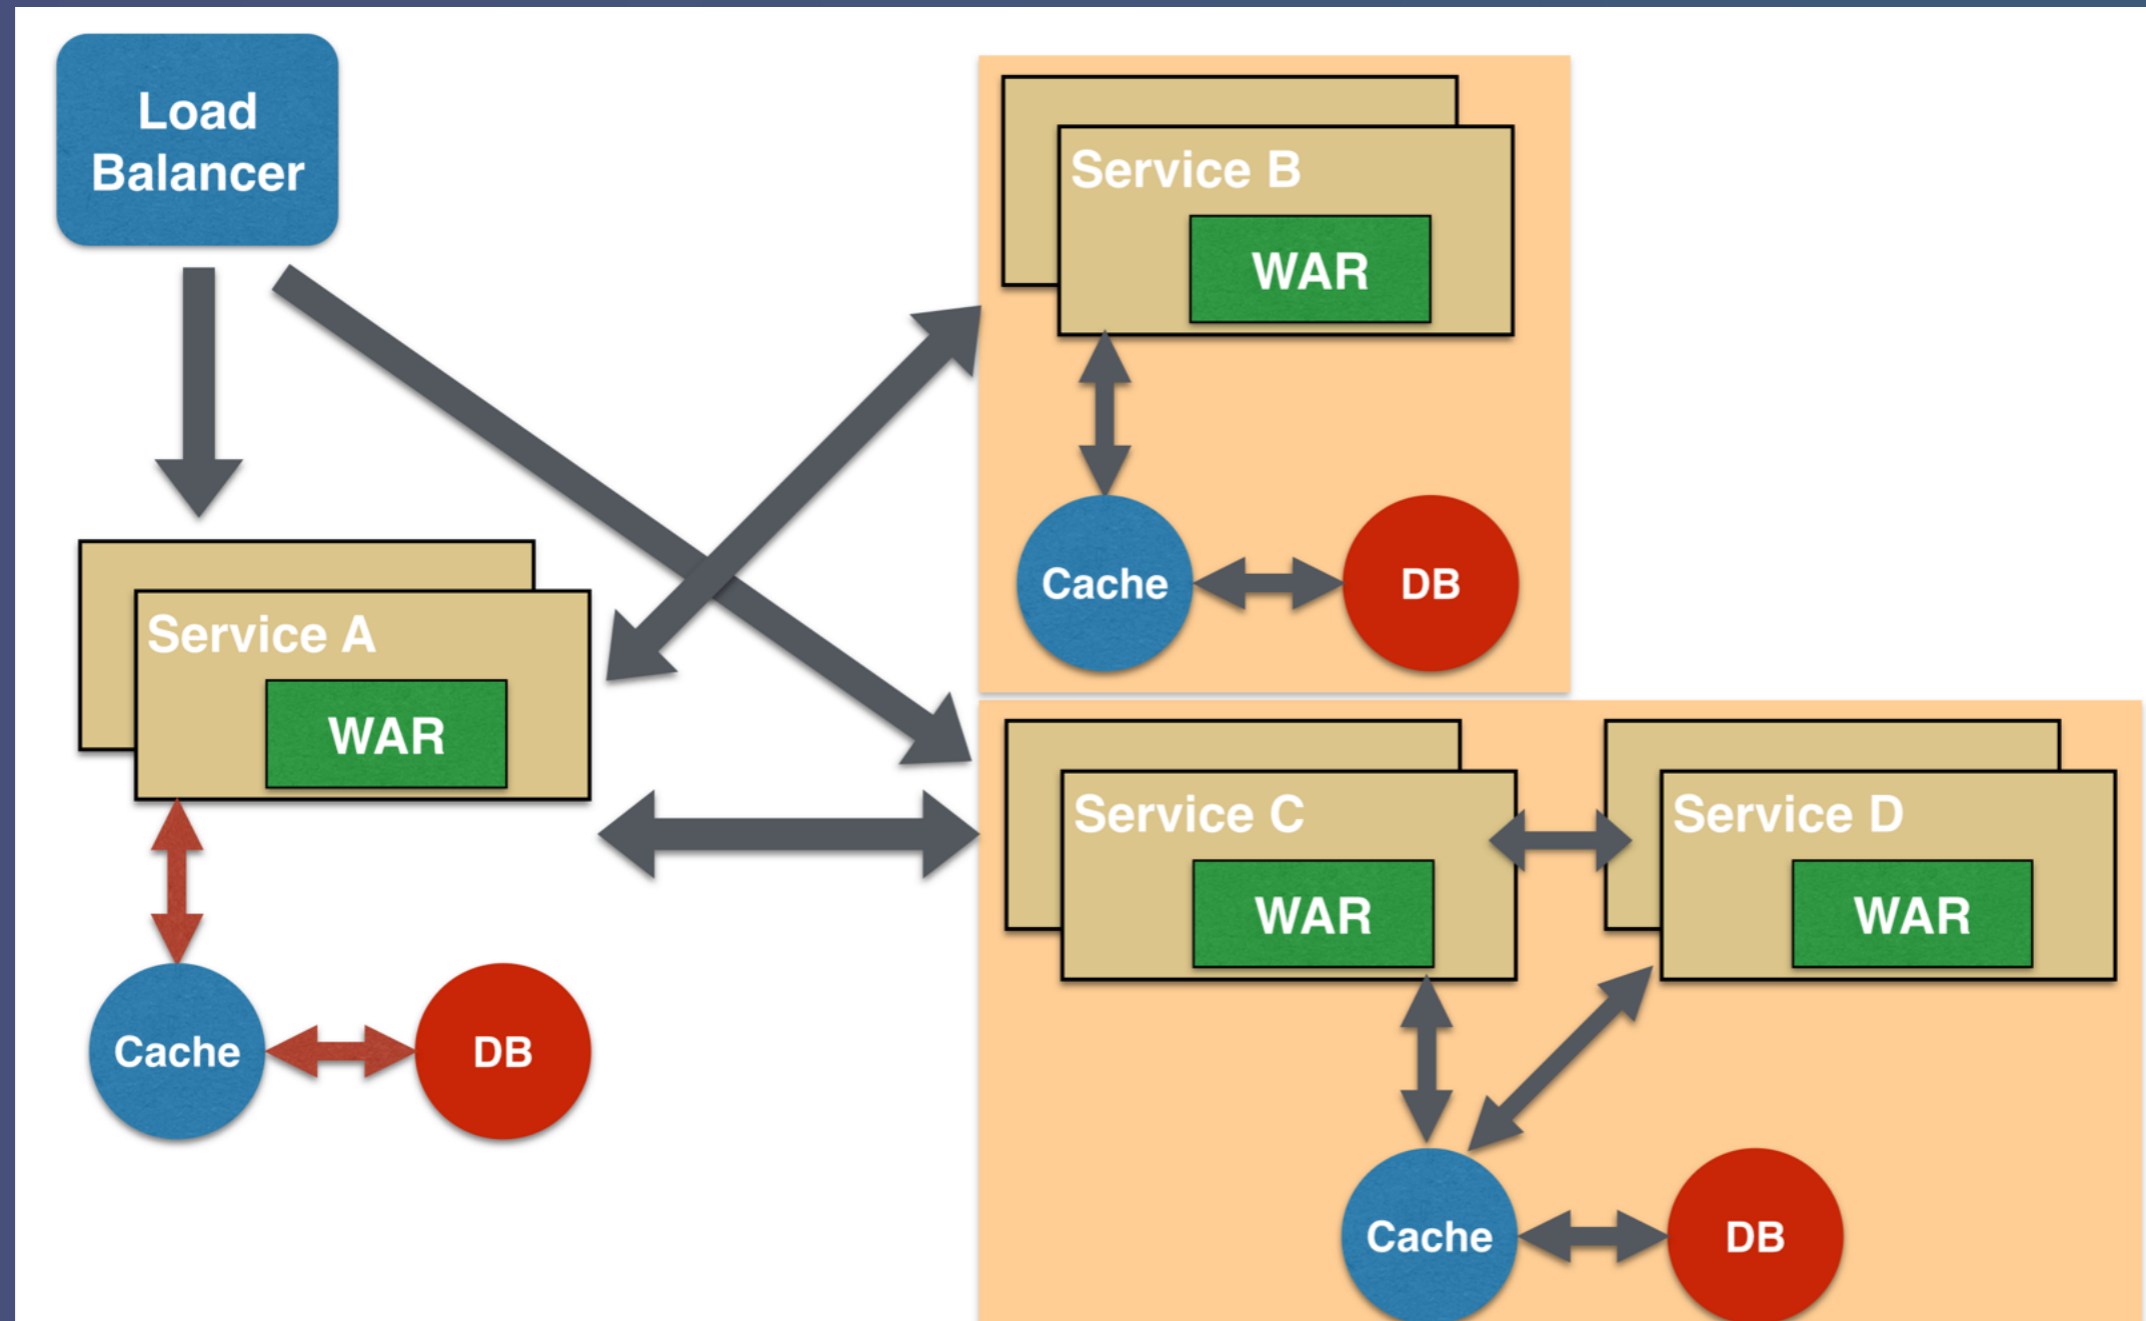 Load
Balancer
Service B
WAR
Cache
DB
Service A
WAR
Cache
DB
Service C
WAR
Service D
WAR
Cache
DB